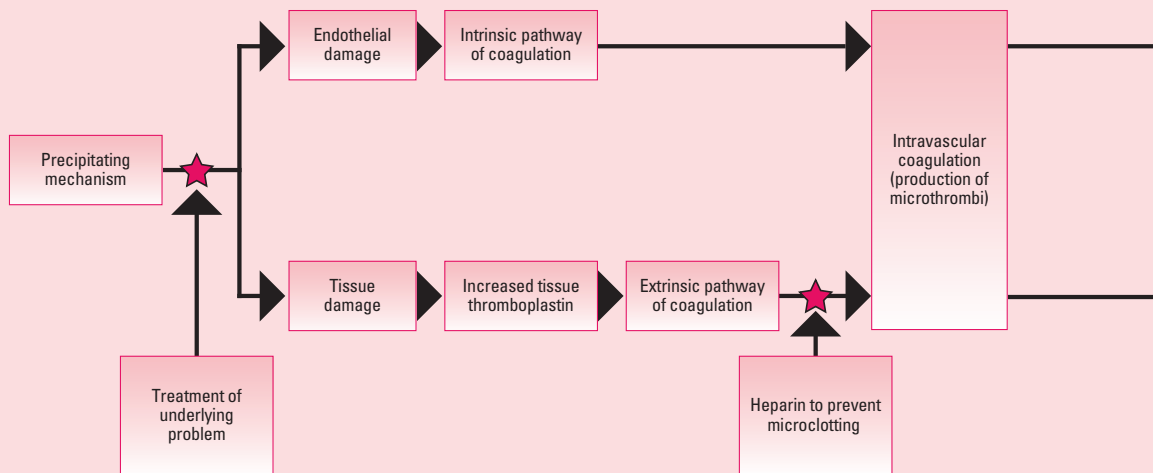 Endothelial
damage
Intrinsic pathway
of coagulation
Precipitating
mechanism
Intravascular
coagulation
(production of
microthrombi)
Tissue
damage
Increased tissue
thromboplastin
Extrinsic pathway
of coagulation
Treatment of
underlying
problem
Heparin to prevent
microclotting